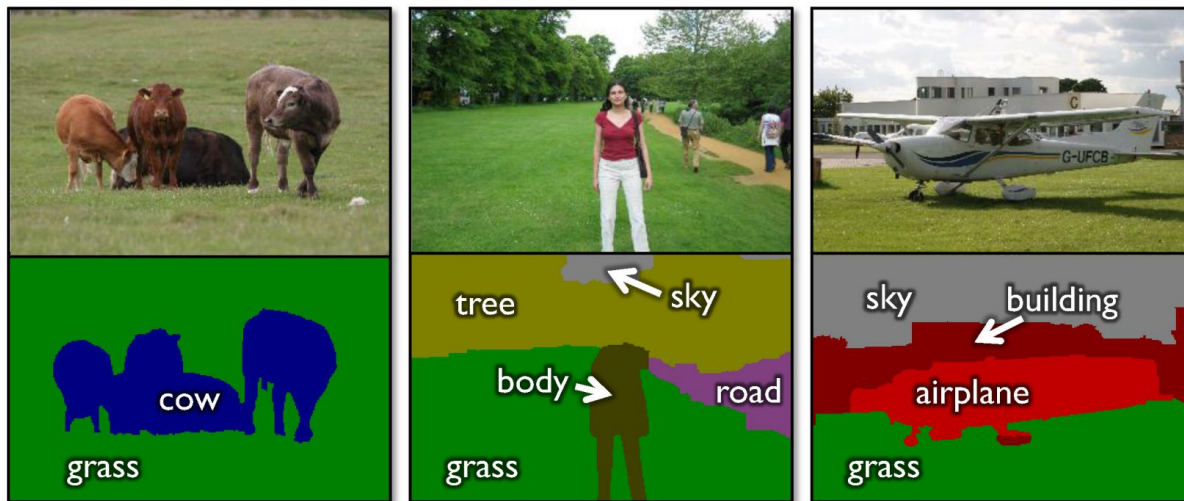 C
G-UFCB
tree
sky
sky
building
body
road
cow
airplane
grass
grass
grass